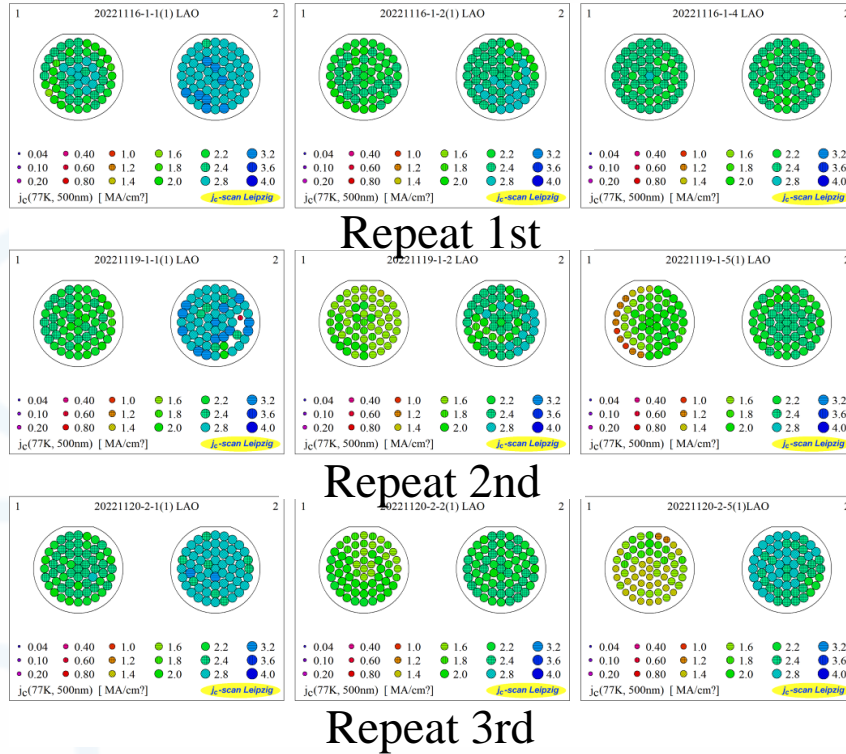 1 20221116-1-1(1) LAO 2
0.04 0.40 1.0 1.6 2.2 3.2
0.10 0.60 1.2 1.8 2.4 3.6
0.20 0.80 1.4 2.0 2.8 4.0
jc(77K, 500nm) [ MA/cm?] jc-scan Leipzig
1 20221116-1-2(1) LAO 2
0.04 0.40 1.0 1.6 2.2 3.2
0.10 0.60 1.2 1.8 2.4 3.6
0.20 0.80 1.4 2.0 2.8 4.0
jc(77K, 500nm) [ MA/cm?] jc-scan Leipzig
1 20221116-1-4 LAO 2
0.04 0.40 1.0 1.6 2.2 3.2
0.10 0.60 1.2 1.8 2.4 3.6
0.20 0.80 1.4 2.0 2.8 4.0
jc(77K, 500nm) [ MA/cm?] jc-scan Leipzig
Repeat 1st
1 20221119-1-1(1) LAO 2
0.04 0.40 1.0 1.6 2.2 3.2
0.10 0.60 1.2 1.8 2.4 3.6
0.20 0.80 1.4 2.0 2.8 4.0
jc(77K, 500nm) [ MA/cm?] jc-scan Leipzig
1 20221119-1-2 LAO 2
0.04 0.40 1.0 1.6 2.2 3.2
0.10 0.60 1.2 1.8 2.4 3.6
0.20 0.80 1.4 2.0 2.8 4.0
jc(77K, 500nm) [ MA/cm?] jc-scan Leipzig
1 20221119-1-5(1) LAO 2
0.04 0.40 1.0 1.6 2.2 3.2
0.10 0.60 1.2 1.8 2.4 3.6
0.20 0.80 1.4 2.0 2.8 4.0
jc(77K, 500nm) [ MA/cm?] jc-scan Leipzig
Repeat 2nd
1 20221120-2-1(1) LAO 2
0.04 0.40 1.0 1.6 2.2 3.2
0.10 0.60 1.2 1.8 2.4 3.6
0.20 0.80 1.4 2.0 2.8 4.0
jc(77K, 500nm) [ MA/cm?] jc-scan Leipzig
1 20221120-2-2(1) LAO 2
0.04 0.40 1.0 1.6 2.2 3.2
0.10 0.60 1.2 1.8 2.4 3.6
0.20 0.80 1.4 2.0 2.8 4.0
jc(77K, 500nm) [ MA/cm?] jc-scan Leipzig
1 20221120-2-5(1)LAO 2
0.04 0.40 1.0 1.6 2.2 3.2
0.10 0.60 1.2 1.8 2.4 3.6
0.20 0.80 1.4 2.0 2.8 4.0
jc(77K, 500nm) [ MA/cm?] jc-scan Leipzig
Repeat 3rd